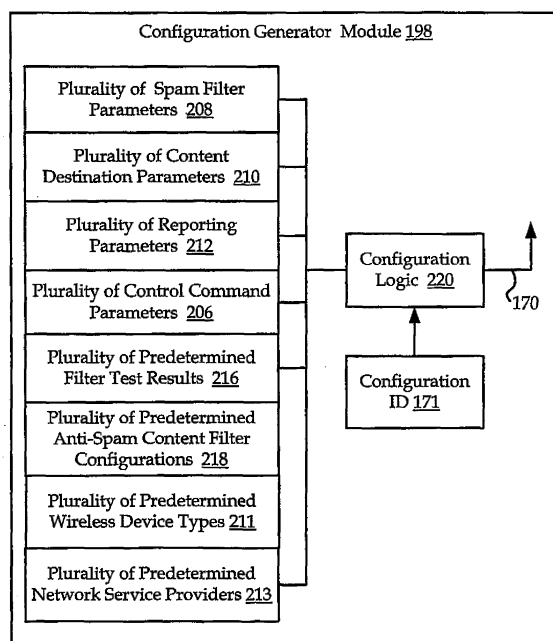 Configuration Generator Module 198
Plurality of Spam Filter
Parameters 208
Plurality of Content
Destination Parameters 210
Plurality of Reporting
Parameters 212
Plurality of Control Command
Parameters 206
Plurality of Predetermined
Filter Test Results 216
Plurality of Predetermined
Anti-Spam Content Filter
Configurations 218
Plurality of Predetermined
Wireless Device Types 211
Plurality of Predetermined
Network Service Providers 213
Configuration
Logic 220
170
Configuration
ID 171